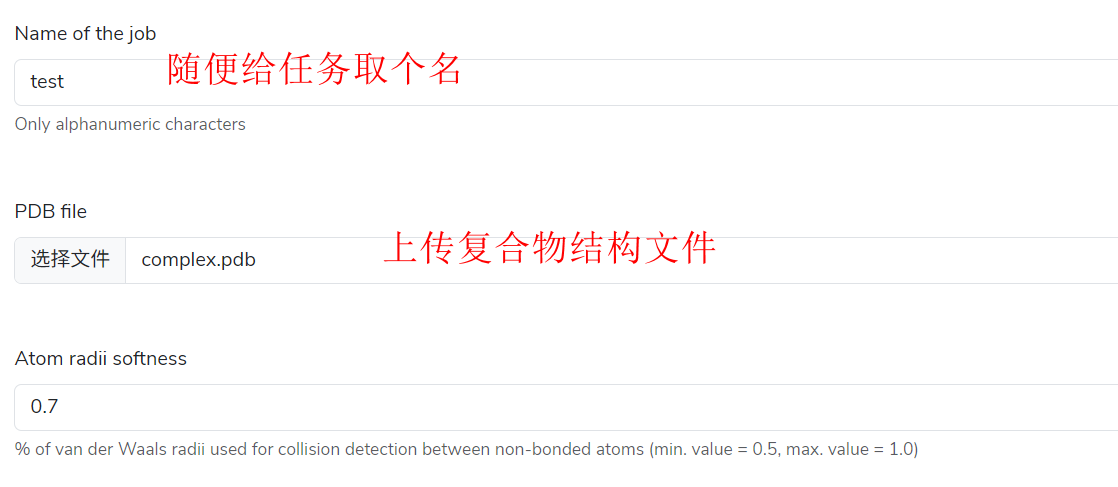 Name of the job
随便给任务取个名
test
Only alphanumeric characters
PDB file
上传复合物结构文件
选择文件 complex.pdb
Atom radii softness
0.7
% of van der Waals radii used for collision detection between non-bonded atoms (min. value = 0.5, max. value = 1.0)